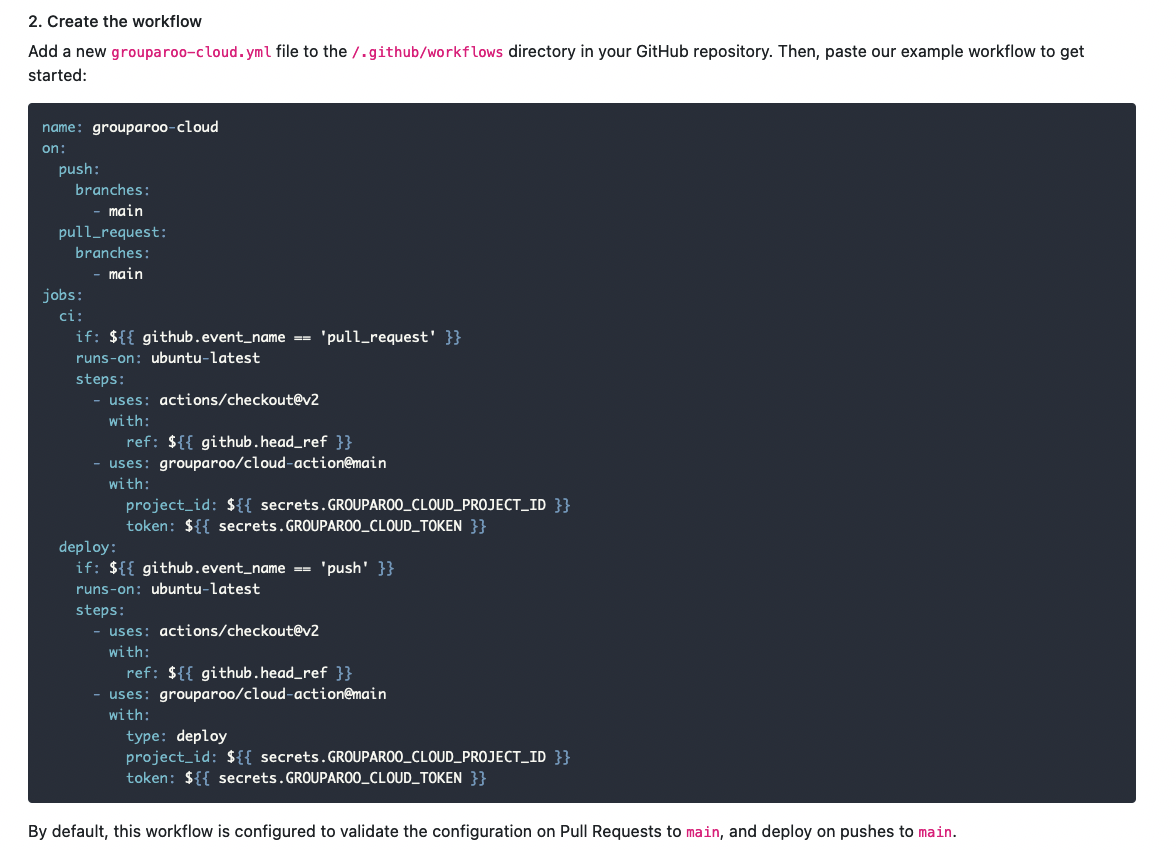 2. Create the workflow
Add a new grouparoo-cloud.yml file to the /.github/workflows directory in your GitHub repository. Then, paste our example workflow to get
started:
name: grouparoo-cloud
on:
  push:
    branches:
      - main
  pull_request:
    branches:
      - main
jobs:
  ci:
    if: ${{ github.event_name == 'pull_request' }}
    runs-on: ubuntu-latest
    steps:
      - uses: actions/checkout@v2
        with:
          ref: ${{ github.head_ref }}
      - uses: grouparoo/cloud-action@main
        with:
          project_id: ${{ secrets.GROUPAROO_CLOUD_PROJECT_ID }}
          token: ${{ secrets.GROUPAROO_CLOUD_TOKEN }}
  deploy:
    if: ${{ github.event_name == 'push' }}
    runs-on: ubuntu-latest
    steps:
      - uses: actions/checkout@v2
        with:
          ref: ${{ github.head_ref }}
      - uses: grouparoo/cloud-action@main
        with:
          type: deploy
          project_id: ${{ secrets.GROUPAROO_CLOUD_PROJECT_ID }}
          token: ${{ secrets.GROUPAROO_CLOUD_TOKEN }}
By default, this workflow is configured to validate the configuration on Pull Requests to main, and deploy on pushes to main.